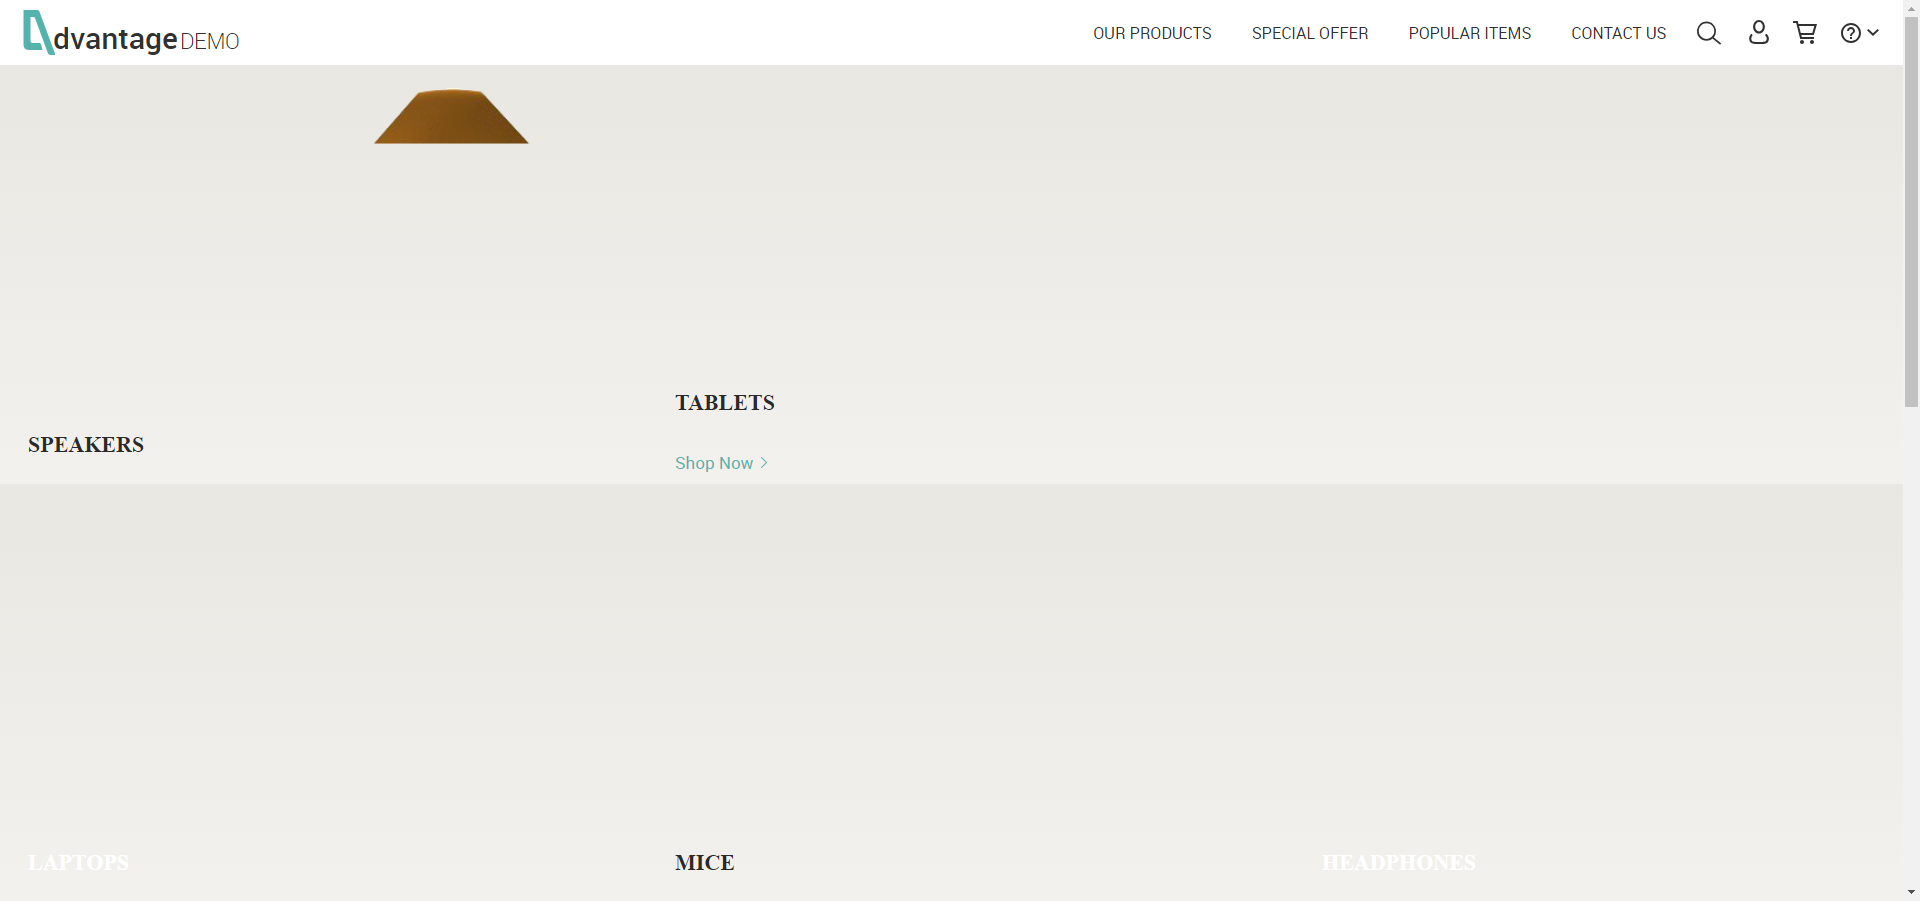 dvantage DEMO
OUR PRODUCTS SPECIAL OFFER POPULAR ITEMS CONTACT US
TABLETS
SPEAKERS
Shop Now
LAPTOPS MICE HEADPHONES